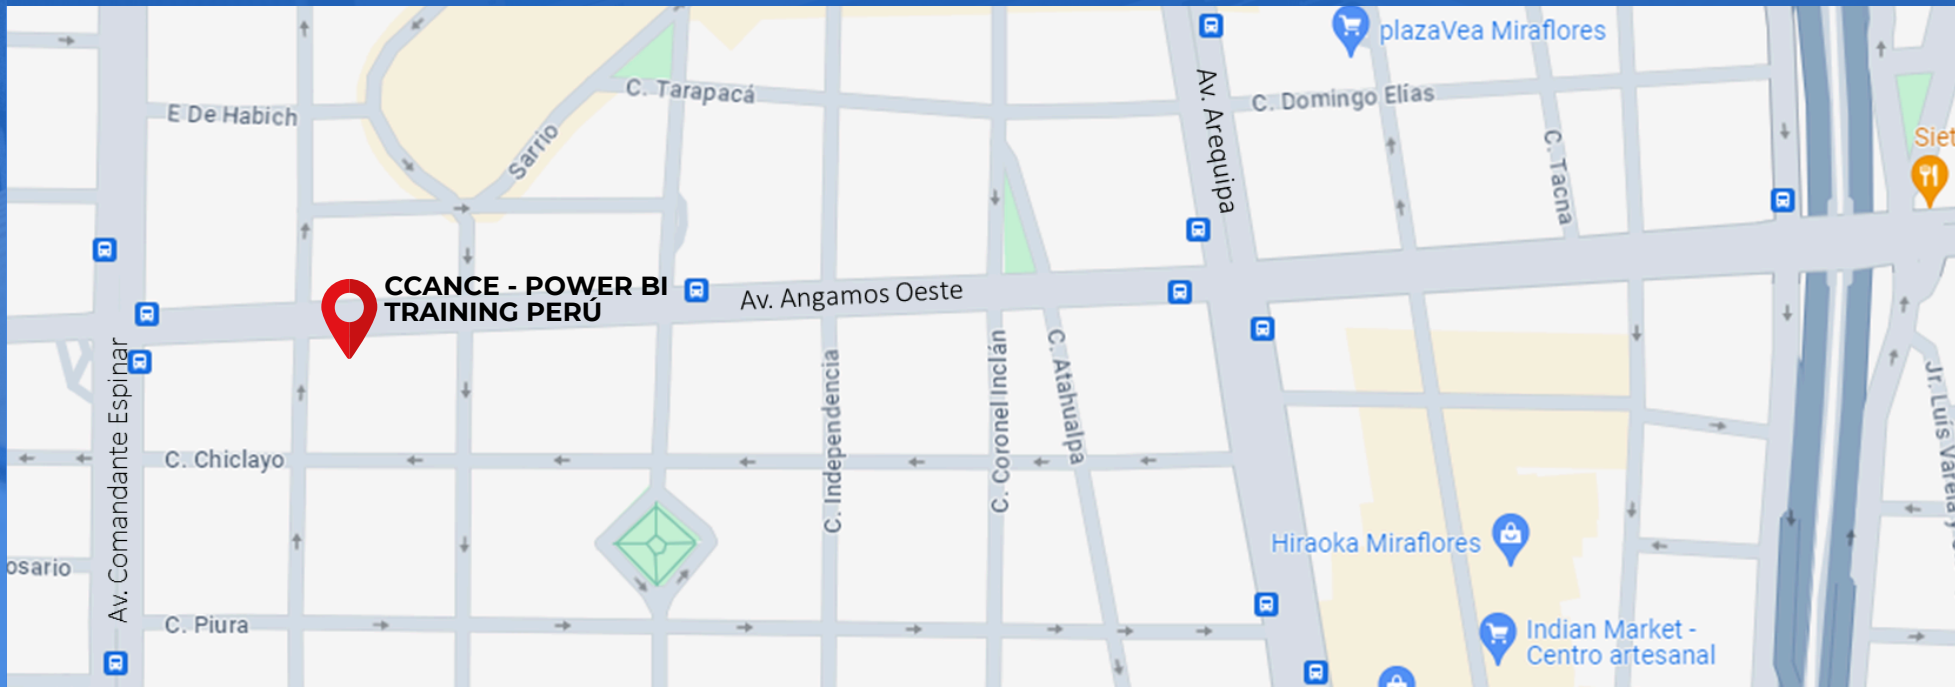 plazaVea Miraflores
C. Tarapacá
Av. Arequipa
C. Domingo Elías
E De Habich
Sarrio
C. Tacna
CCANCE - POWER BI
TRAINING PERÚ
Av. Angamos Oeste
Av. Comandante Espinar
C. Independencia
C. Coronel Inclán
C. Atahualpa
C. Chiclayo
Hiraoka Miraflores
C. Piura
Indian Market -
Centro artesanal